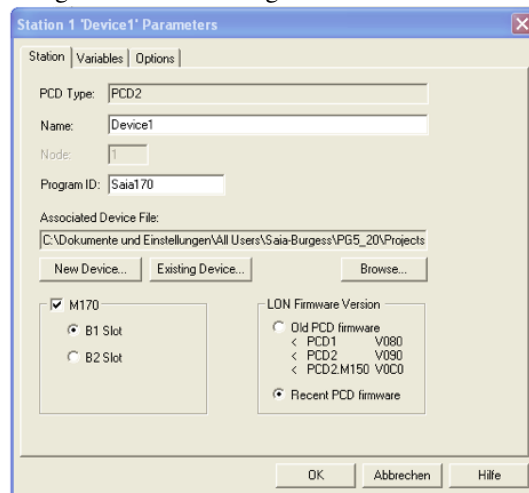 Station 1 'Device1' Parameters
Station Variables Options
PCD Type: PCD2
Name: Device1
Node: 1
Program ID: Saia170
Associated Device File:
C:\Dokumente und Einstellungen\All Users\Saia-Burgess\PG5_20\Projects
New Device... Existing Device... Browse...
M170
B1 Slot
B2 Slot
LON Firmware Version
Old PCD firmware
< PCD1 V080
< PCD2 V090
< PCD2.M150 V0C0
Recent PCD firmware
OK Abbrechen Hilfe